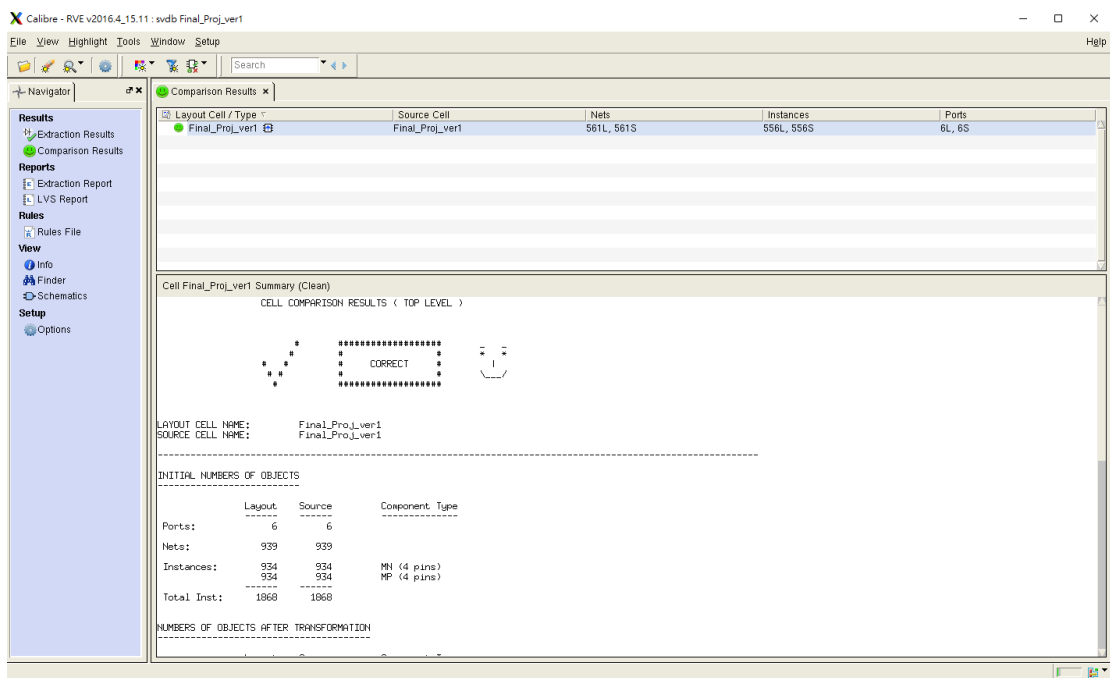 Calibre - RVE v2016.4_15.11 : svdb Final_Proj_ver1
File View Highlight Tools Window Setup Help
Search
Navigator
Comparison Results
Results
Extraction Results
Comparison Results
Reports
Extraction Report
LVS Report
Rules
Rules File
View
Info
Finder
Schematics
Setup
Options
Layout Cell / Type Source Cell Nets Instances Ports
Final_Proj_ver1 Final_Proj_ver1 561L, 561S 556L, 556S 6L, 6S
Cell Final_Proj_ver1 Summary (Clean)
CELL COMPARISON RESULTS ( TOP LEVEL )
# ################### _ _
# # # * *
# # # CORRECT # |
# # # # \___/
# ###################
LAYOUT CELL NAME: Final_Proj_ver1
SOURCE CELL NAME: Final_Proj_ver1
INITIAL NUMBERS OF OBJECTS
Layout Source Component Type
Ports: 6 6
Nets: 939 939
Instances: 934 934 MN (4 pins)
934 934 MP (4 pins)
Total Inst: 1868 1868
NUMBERS OF OBJECTS AFTER TRANSFORMATION